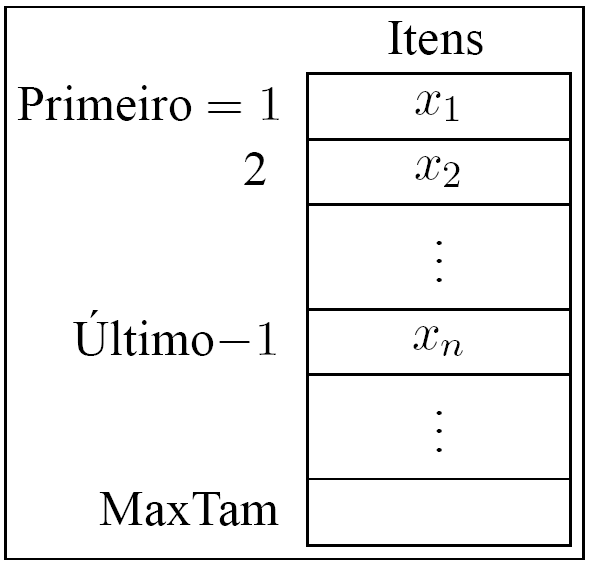 Itens
Primeiro = 1 x₁
2 x₂
⋮
Último−1 xₙ
⋮
MaxTam